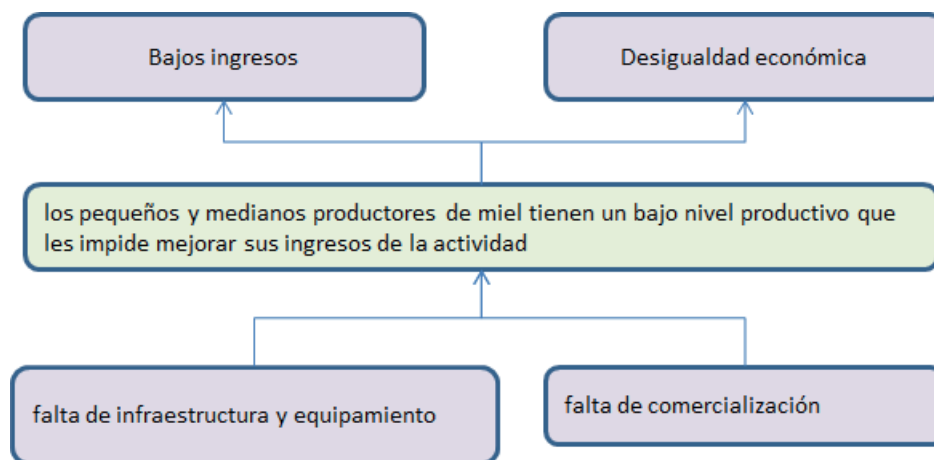 Bajos ingresos
Desigualdad económica
los pequeños y medianos productores de miel tienen un bajo nivel productivo que
les impide mejorar sus ingresos de la actividad
falta de infraestructura y equipamiento
falta de comercialización